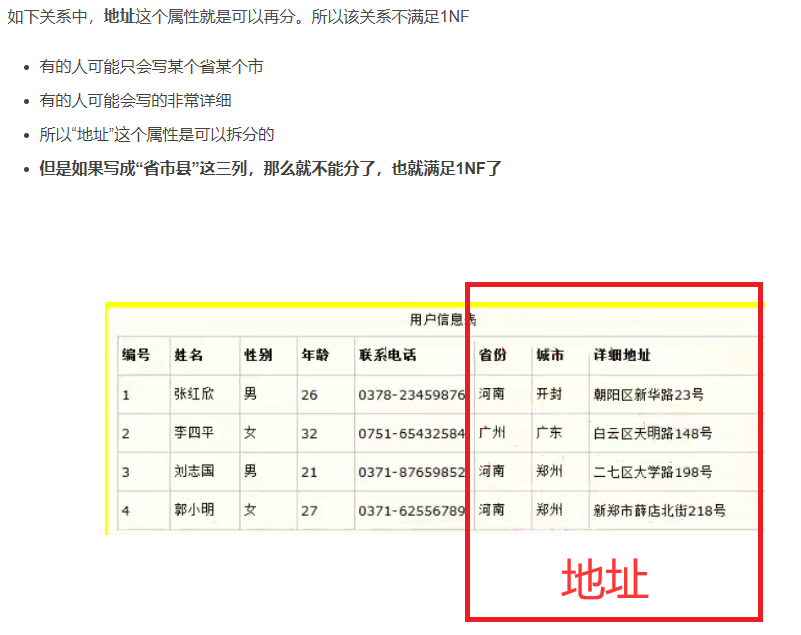 如下关系中，地址这个属性就是可以再分。所以该关系不满足1NF
有的人可能只会写某个省某个市
有的人可能会写的非常详细
所以“地址”这个属性是可以拆分的
但是如果写成“省市县”这三列，那么就不能分了，也就满足1NF了
用户信息表
编号 姓名 性别 年龄 联系电话 省份 城市 详细地址
1 张红欣 男 26 0378-23459876 河南 开封 朝阳区新华路23号
2 李四平 女 32 0751-65432584 广州 广东 白云区天明路148号
3 刘志国 男 21 0371-87659852 河南 郑州 二七区大学路198号
4 郭小明 女 27 0371-62556789 河南 郑州 新郑市薛店北街218号
地址